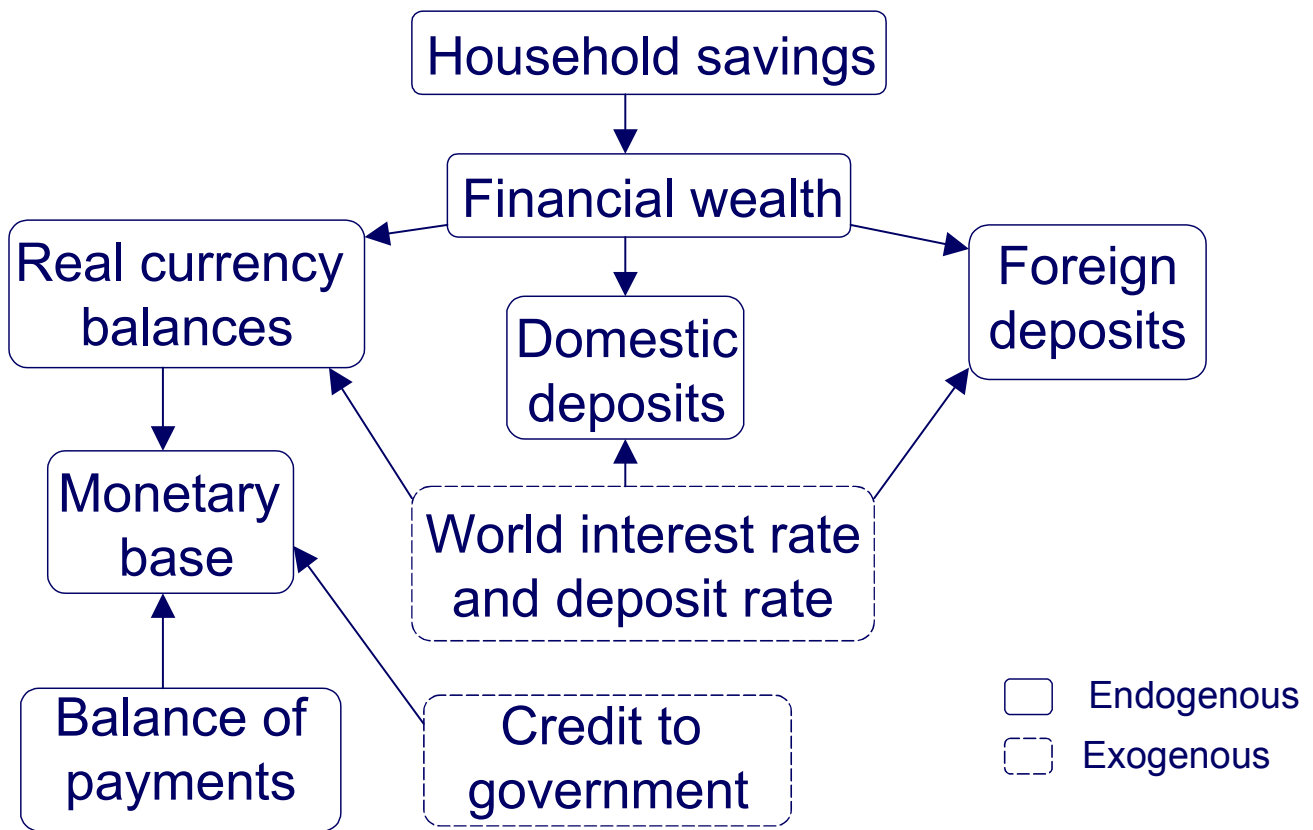 Household savings
Financial wealth
Real currency
balances
Domestic
deposits
Foreign
deposits
Monetary
base
World interest rate
and deposit rate
Balance of
payments
Credit to
government
Endogenous
Exogenous